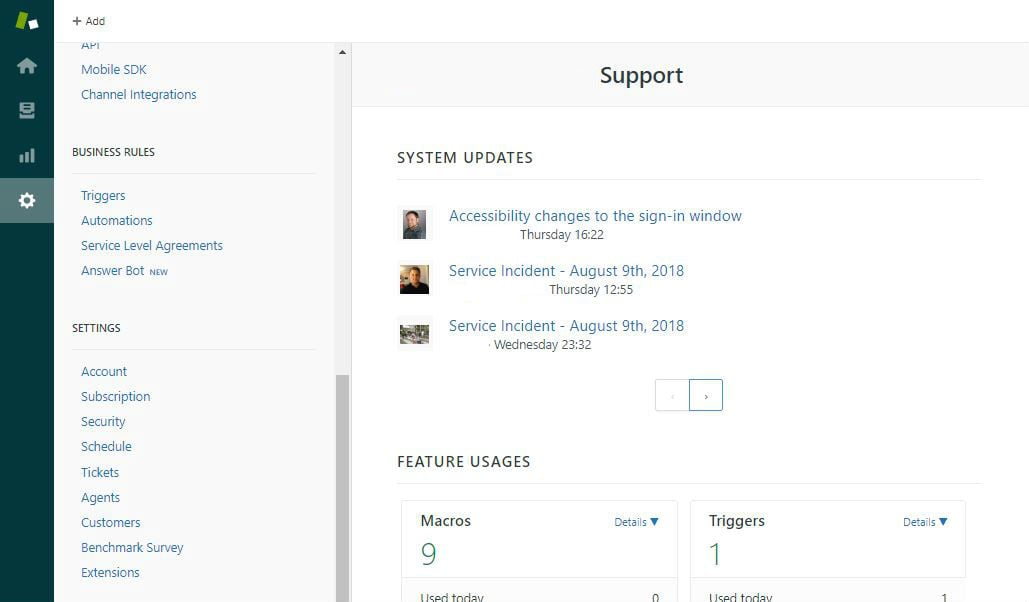 + Add
API
Mobile SDK
Channel Integrations
BUSINESS RULES
Triggers
Automations
Service Level Agreements
Answer Bot NEW
SETTINGS
Account
Subscription
Security
Schedule
Tickets
Agents
Customers
Benchmark Survey
Extensions
Support
SYSTEM UPDATES
Accessibility changes to the sign-in window
Thursday 16:22
Service Incident - August 9th, 2018
Thursday 12:55
Service Incident - August 9th, 2018
· Wednesday 23:32
‹ ›
FEATURE USAGES
Macros Details ▼
9
Used today 0
Triggers Details ▼
1
Used today 1